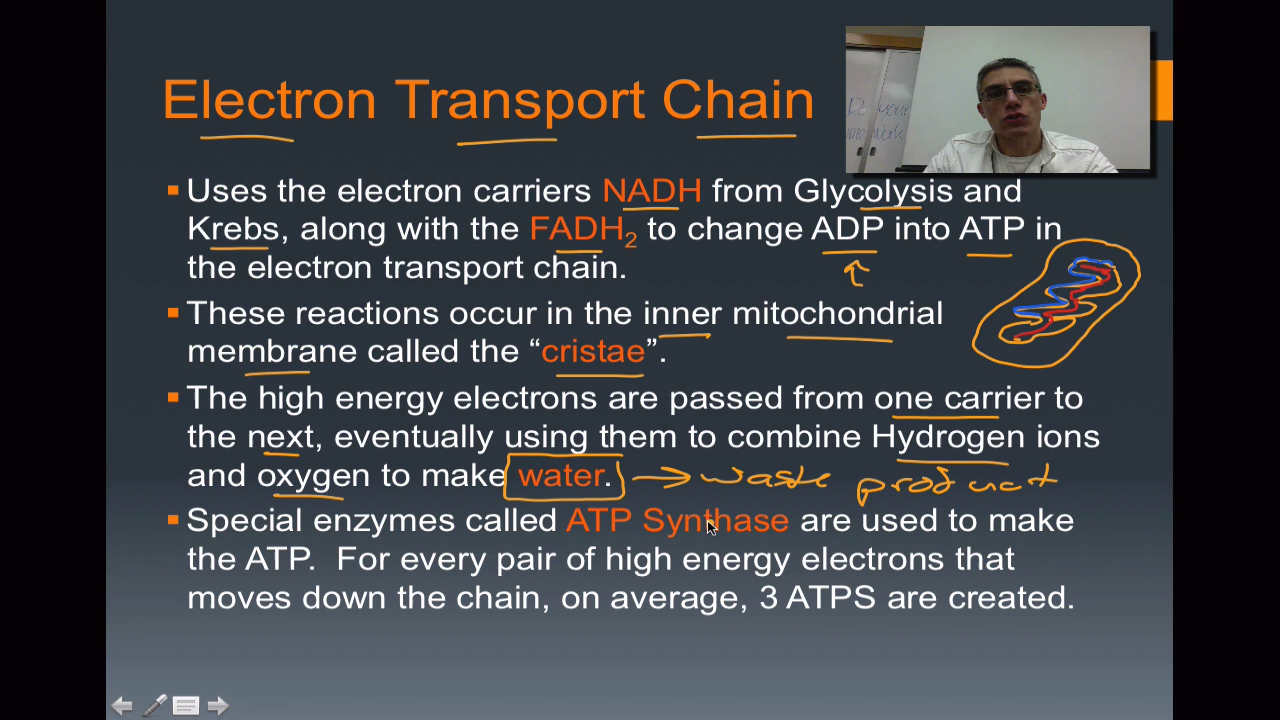 Electron Transport Chain
Do your
▪ Uses the electron carriers NADH from Glycolysis and
Krebs, along with the FADH₂ to change ADP into ATP in
the electron transport chain.
▪ These reactions occur in the inner mitochondrial
membrane called the “cristae”.
▪ The high energy electrons are passed from one carrier to
the next, eventually using them to combine Hydrogen ions
and oxygen to make water. → waste product
▪ Special enzymes called ATP Synthase are used to make
the ATP. For every pair of high energy electrons that
moves down the chain, on average, 3 ATPS are created.